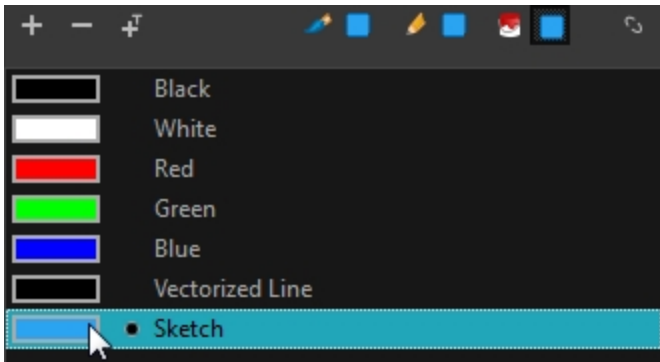 Black
White
Red
Green
Blue
Vectorized Line
Sketch